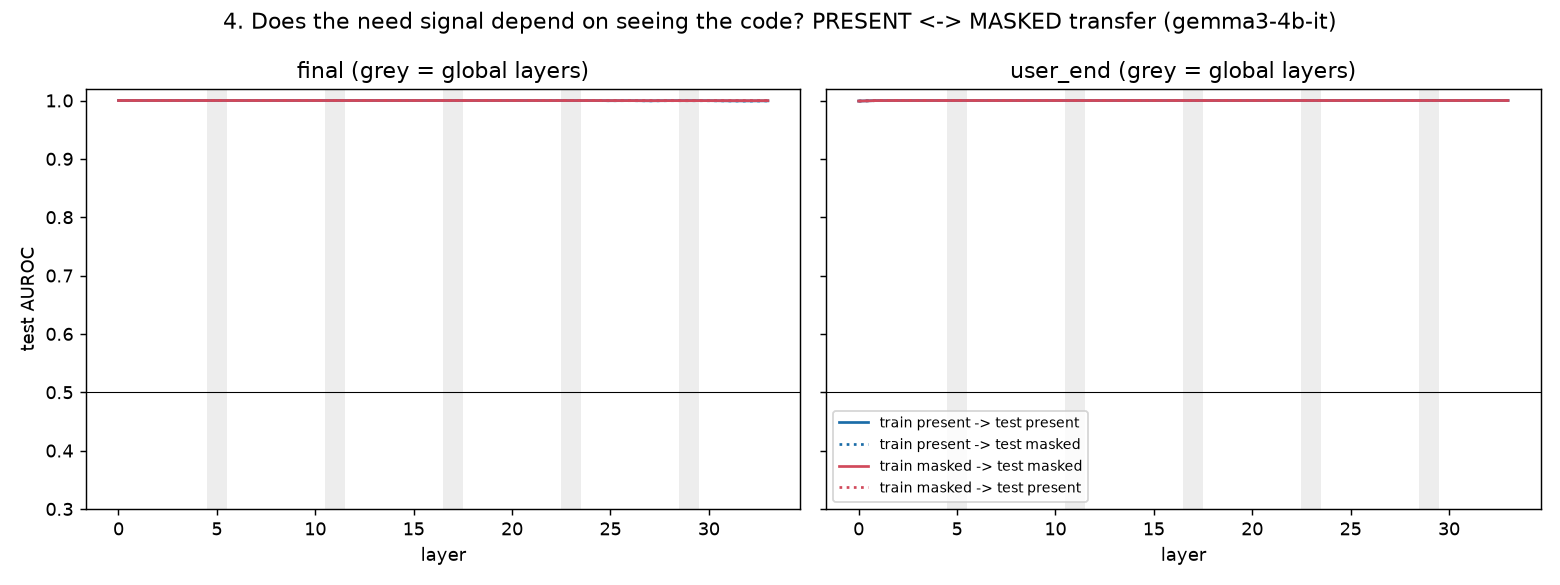 4. Does the need signal depend on seeing the code? PRESENT <-> MASKED transfer (gemma3-4b-it)
final (grey = global layers)
user_end (grey = global layers)
test AUROC
1.0
0.9
0.8
0.7
0.6
0.5
0.4
0.3
0 5 10 15 20 25 30
layer
train present -> test present
train present -> test masked
train masked -> test masked
train masked -> test present
0 5 10 15 20 25 30
layer